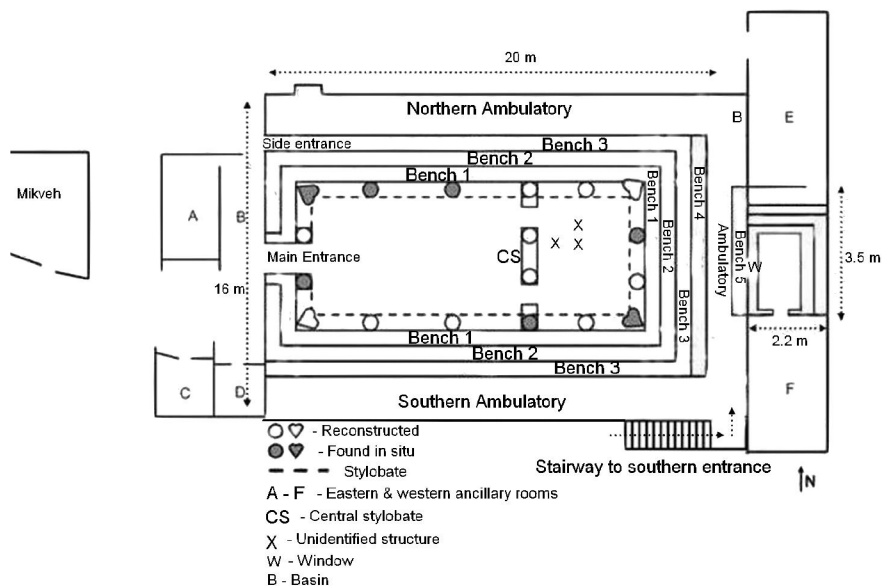 20 m
Northern Ambulatory
B
E
Side entrance
Bench 3
Bench 2
Bench 1
Mikveh
A
B
Bench 1
Bench 2
Bench 3
Bench 4
Ambulatory
Bench 5
W
X
X X
CS
Main Entrance
3.5 m
16 m
2.2 m
Bench 1
Bench 2
Bench 3
C
D
F
Southern Ambulatory
- Reconstructed
- Found in situ
- Stylobate
Stairway to southern entrance
A - F - Eastern & western ancillary rooms
N
CS - Central stylobate
X - Unidentified structure
W - Window
B - Basin